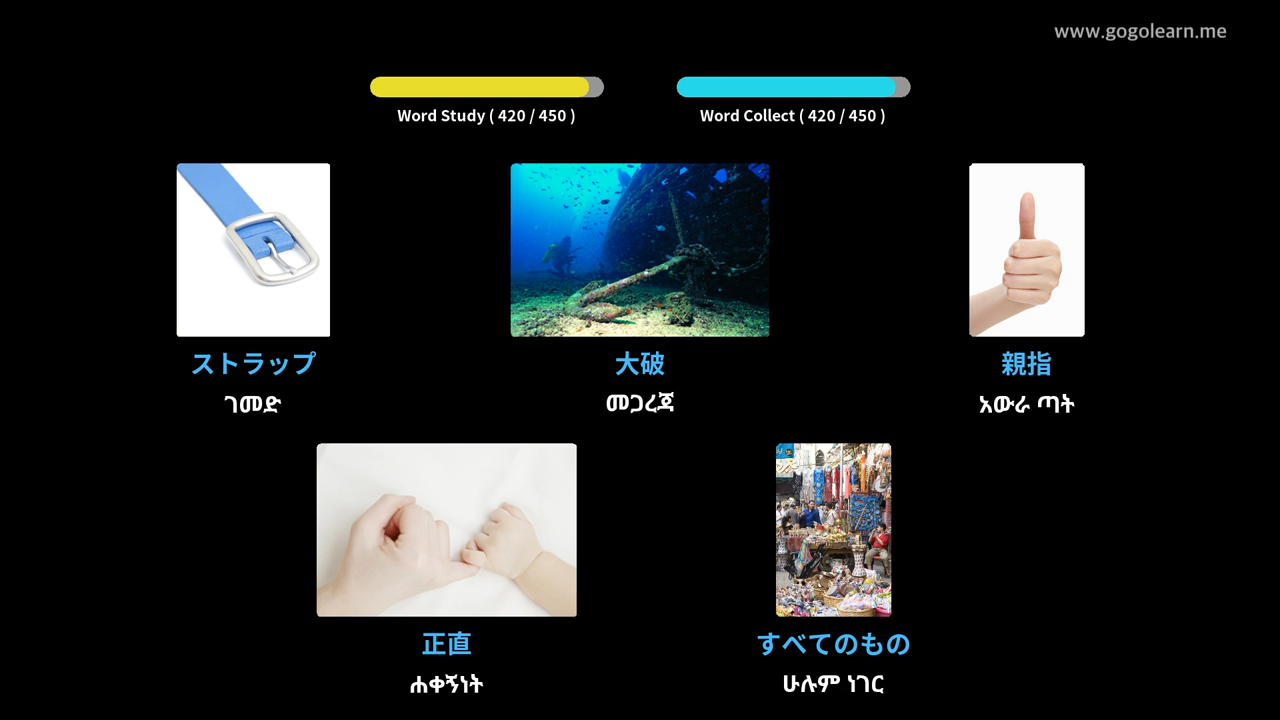 www.gogolearn.me
Word Study ( 420 / 450 )
Word Collect ( 420 / 450 )
ストラップ
大破
親指
ገመድ
መጋረጃ
አውራ ጣት
正直
すべてのもの
ሐቀኝነት
ሁሉም ነገር